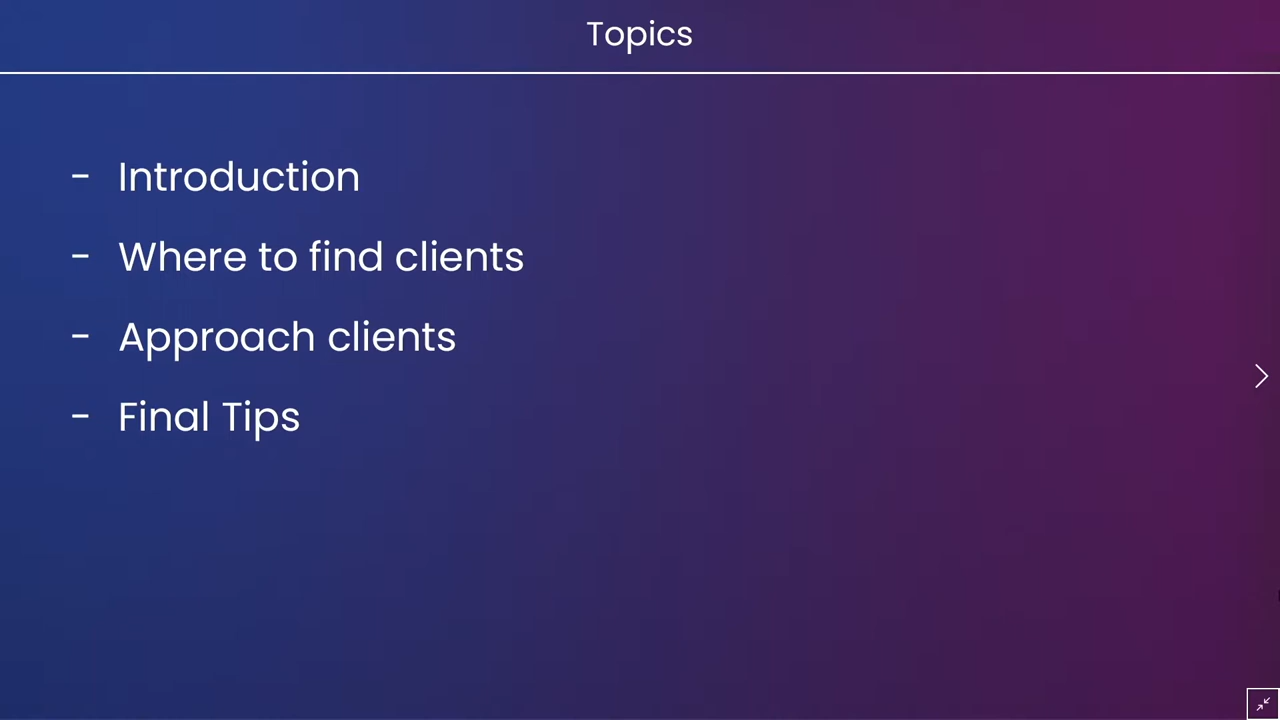 Topics
- Introduction
- Where to find clients
- Approach clients
- Final Tips